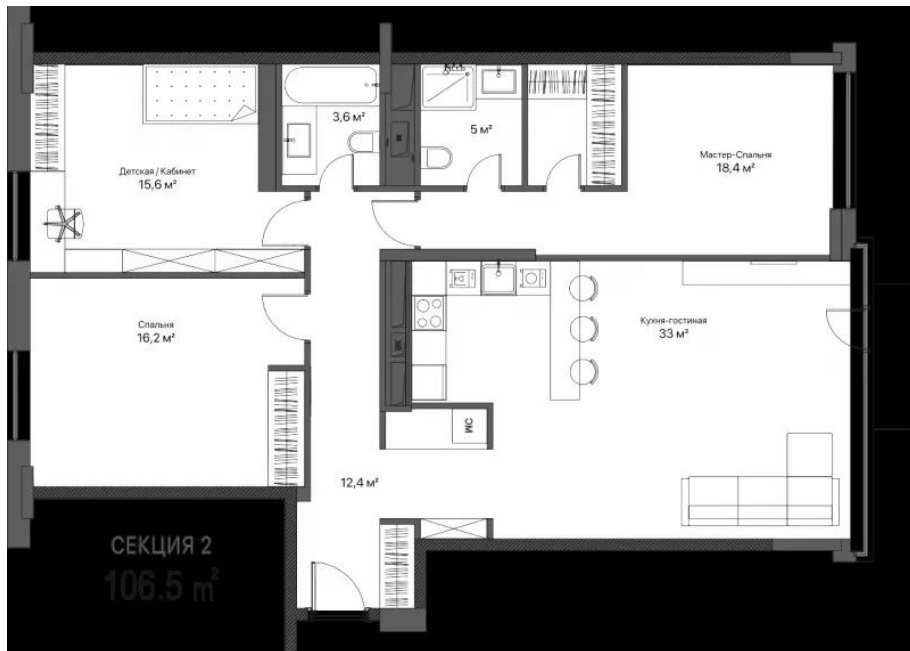 3,6 м²
5 м²
Детская / Кабинет
15,6 м²
Мастер-Спальня
18,4 м²
Спальня
16,2 м²
Кухня-гостиная
33 м²
ВК
СМ
12,4 м²
СЕКЦИЯ 2
106.5 m²